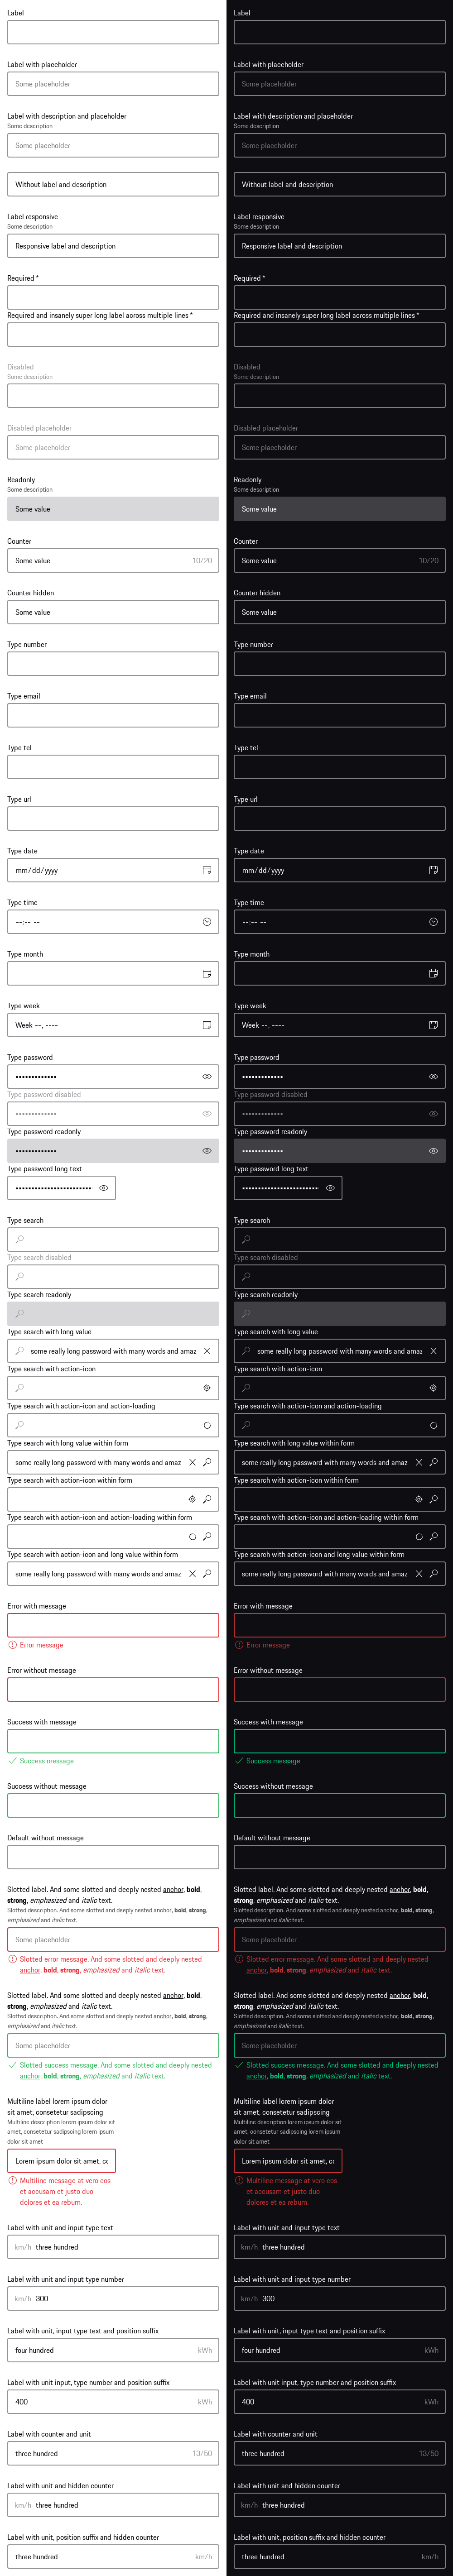 Label
Label with placeholder
Some placeholder
Label with description and placeholder
Some description
Some placeholder
Without label and description
Label responsive
Some description
Responsive label and description
Required *
Required and insanely super long label across multiple lines *
Disabled
Some description
Disabled placeholder
Some placeholder
Readonly
Some description
Some value
Counter
Some value 10/20
Counter hidden
Some value
Type number
Type email
Type tel
Type url
Type date
mm/dd/yyyy
Type time
--:-- --
Type month
--------- ----
Type week
Week --, ----
Type password
Type password disabled
Type password readonly
Type password long text
Type search
Type search disabled
Type search readonly
Type search with long value
some really long password with many words and amaz
Type search with action-icon
Type search with action-icon and action-loading
Type search with long value within form
some really long password with many words and amaz
Type search with action-icon within form
Type search with action-icon and action-loading within form
Type search with action-icon and long value within form
some really long password with many words and amaz
Error with message
Error message
Error without message
Success with message
Success message
Success without message
Default without message
Slotted label. And some slotted and deeply nested anchor, bold,
strong, emphasized and italic text.
Slotted description. And some slotted and deeply nested anchor, bold, strong,
emphasized and italic text.
Some placeholder
Slotted error message. And some slotted and deeply nested
anchor, bold, strong, emphasized and italic text.
Slotted label. And some slotted and deeply nested anchor, bold,
strong, emphasized and italic text.
Slotted description. And some slotted and deeply nested anchor, bold, strong,
emphasized and italic text.
Some placeholder
Slotted success message. And some slotted and deeply nested
anchor, bold, strong, emphasized and italic text.
Multiline label lorem ipsum dolor
sit amet, consetetur sadipscing
Multiline description lorem ipsum dolor sit
amet, consetetur sadipscing lorem ipsum
dolor sit amet
Lorem ipsum dolor sit amet, cc
Multiline message at vero eos
et accusam et justo duo
dolores et ea rebum.
Label with unit and input type text
km/h three hundred
Label with unit and input type number
km/h 300
Label with unit, input type text and position suffix
four hundred kWh
Label with unit input, type number and position suffix
400 kWh
Label with counter and unit
three hundred 13/50
Label with unit and hidden counter
km/h three hundred
Label with unit, position suffix and hidden counter
three hundred km/h
Label
Label with placeholder
Some placeholder
Label with description and placeholder
Some description
Some placeholder
Without label and description
Label responsive
Some description
Responsive label and description
Required *
Required and insanely super long label across multiple lines *
Disabled
Some description
Disabled placeholder
Some placeholder
Readonly
Some description
Some value
Counter
Some value 10/20
Counter hidden
Some value
Type number
Type email
Type tel
Type url
Type date
mm/dd/yyyy
Type time
--:-- --
Type month
--------- ----
Type week
Week --, ----
Type password
Type password disabled
Type password readonly
Type password long text
Type search
Type search disabled
Type search readonly
Type search with long value
some really long password with many words and amaz
Type search with action-icon
Type search with action-icon and action-loading
Type search with long value within form
some really long password with many words and amaz
Type search with action-icon within form
Type search with action-icon and action-loading within form
Type search with action-icon and long value within form
some really long password with many words and amaz
Error with message
Error message
Error without message
Success with message
Success message
Success without message
Default without message
Slotted label. And some slotted and deeply nested anchor, bold,
strong, emphasized and italic text.
Slotted description. And some slotted and deeply nested anchor, bold, strong,
emphasized and italic text.
Some placeholder
Slotted error message. And some slotted and deeply nested
anchor, bold, strong, emphasized and italic text.
Slotted label. And some slotted and deeply nested anchor, bold,
strong, emphasized and italic text.
Slotted description. And some slotted and deeply nested anchor, bold, strong,
emphasized and italic text.
Some placeholder
Slotted success message. And some slotted and deeply nested
anchor, bold, strong, emphasized and italic text.
Multiline label lorem ipsum dolor
sit amet, consetetur sadipscing
Multiline description lorem ipsum dolor sit
amet, consetetur sadipscing lorem ipsum
dolor sit amet
Lorem ipsum dolor sit amet, cc
Multiline message at vero eos
et accusam et justo duo
dolores et ea rebum.
Label with unit and input type text
km/h three hundred
Label with unit and input type number
km/h 300
Label with unit, input type text and position suffix
four hundred kWh
Label with unit input, type number and position suffix
400 kWh
Label with counter and unit
three hundred 13/50
Label with unit and hidden counter
km/h three hundred
Label with unit, position suffix and hidden counter
three hundred km/h